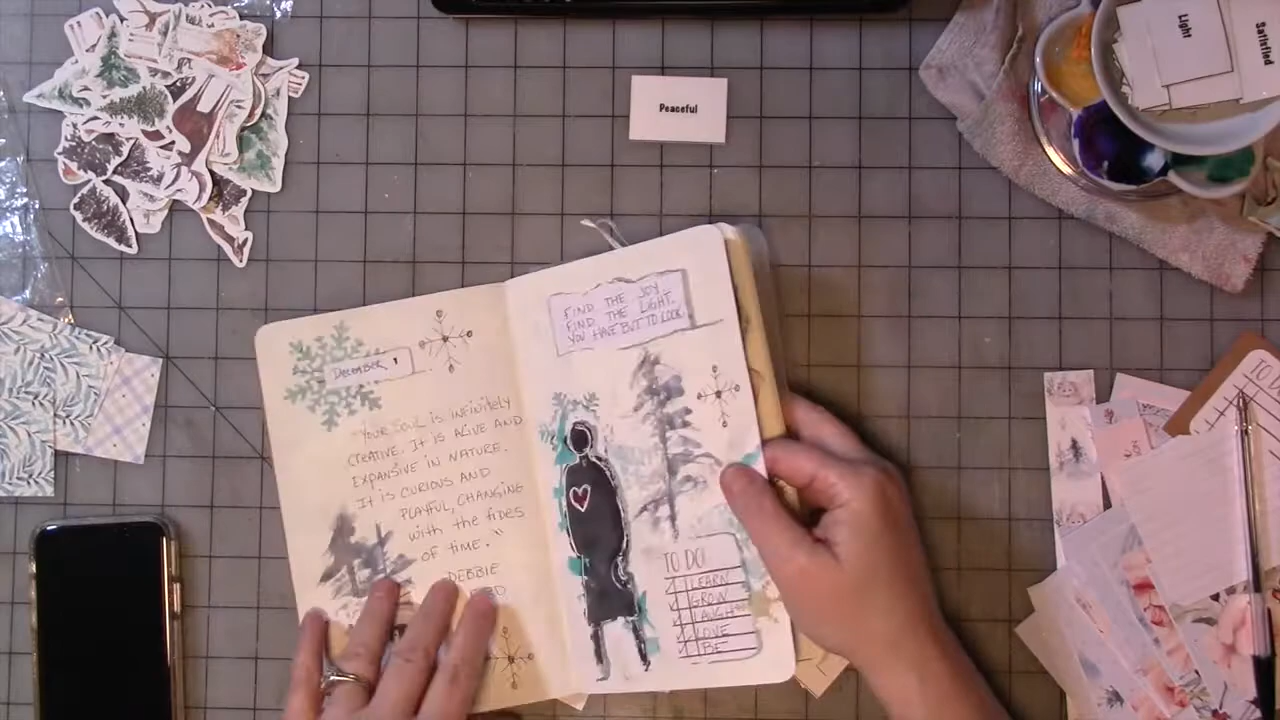 Light
Satisfied
Peaceful
FIND THE JOY
FIND THE LIGHT.
YOU HAVE BUT TO LOOK
DECEMBER 1
"YOUR SOUL IS INFINITELY
CREATIVE. IT IS ALIVE AND
EXPANSIVE IN NATURE.
IT IS CURIOUS AND
PLAYFUL, CHANGING
WITH THE TIDES
OF TIME."
DEBBIE
TO DO
LEARN
GROW
LAUGH
LOVE
BE
TO D